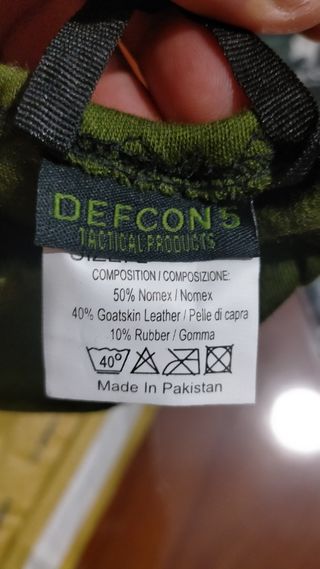 DEFCON 5
TACTICAL PRODUCTS
COMPOSITION / COMPOSIZIONE:
50% Nomex / Nomex
40% Goatskin Leather / Pelle di capra
10% Rubber / Gomma
40°
Made In Pakistan